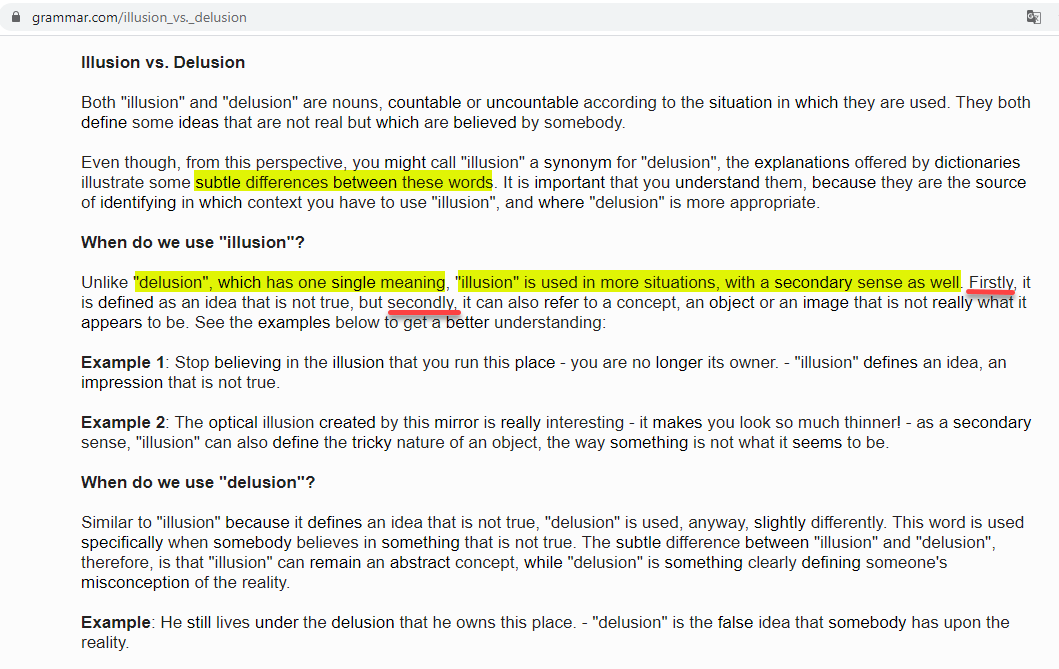 grammar.com/illusion_vs._delusion
Illusion vs. Delusion
Both "illusion" and "delusion" are nouns, countable or uncountable according to the situation in which they are used. They both
define some ideas that are not real but which are believed by somebody.
Even though, from this perspective, you might call "illusion" a synonym for "delusion", the explanations offered by dictionaries
illustrate some subtle differences between these words. It is important that you understand them, because they are the source
of identifying in which context you have to use "illusion", and where "delusion" is more appropriate.
When do we use "illusion"?
Unlike "delusion", which has one single meaning, "illusion" is used in more situations, with a secondary sense as well. Firstly, it
is defined as an idea that is not true, but secondly, it can also refer to a concept, an object or an image that is not really what it
appears to be. See the examples below to get a better understanding:
Example 1: Stop believing in the illusion that you run this place - you are no longer its owner. - "illusion" defines an idea, an
impression that is not true.
Example 2: The optical illusion created by this mirror is really interesting - it makes you look so much thinner! - as a secondary
sense, "illusion" can also define the tricky nature of an object, the way something is not what it seems to be.
When do we use "delusion"?
Similar to "illusion" because it defines an idea that is not true, "delusion" is used, anyway, slightly differently. This word is used
specifically when somebody believes in something that is not true. The subtle difference between "illusion" and "delusion",
therefore, is that "illusion" can remain an abstract concept, while "delusion" is something clearly defining someone's
misconception of the reality.
Example: He still lives under the delusion that he owns this place. - "delusion" is the false idea that somebody has upon the
reality.